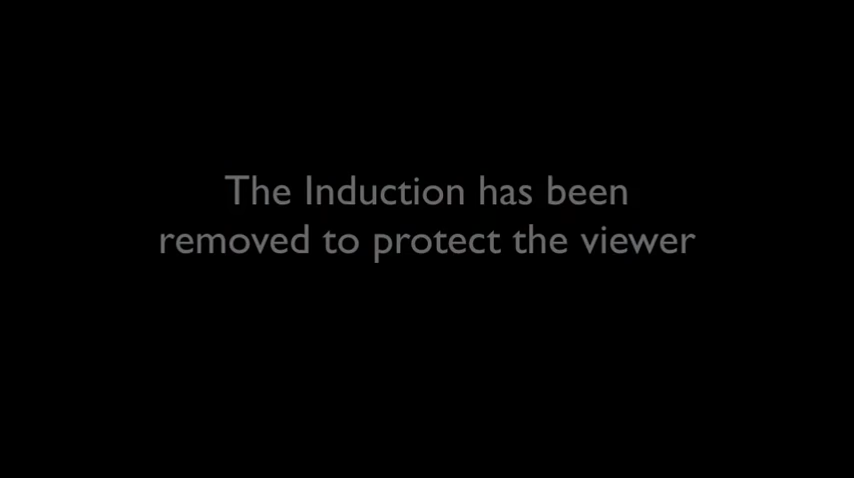 The Induction has been
removed to protect the viewer